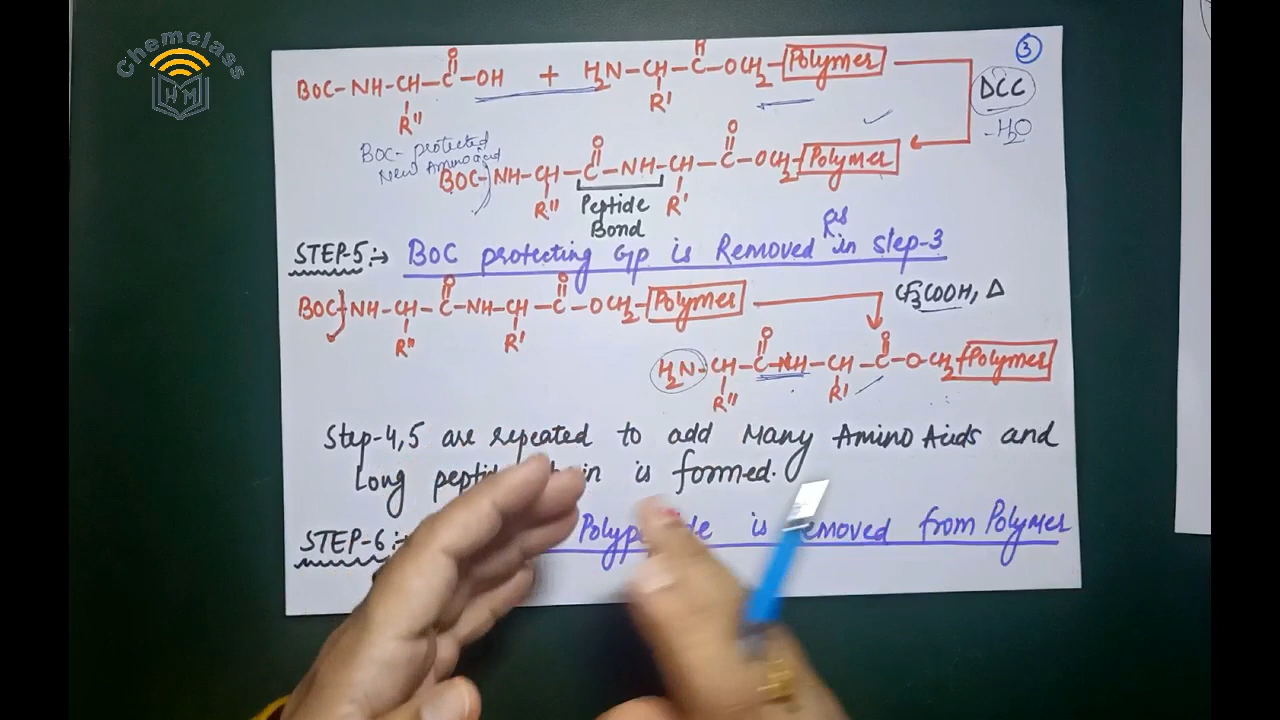 Chemclass
HM
3
O O
BOC-NH-CH-C-OH + H2N-CH-C-OCH2-Polymer
R" R'
DCC
-H2O
BOC-protected
New Amino acid
O O
BOC-NH-CH-C-NH-CH-C-OCH2-Polymer
R" Peptide R'
Bond
as
STEP-5:→ BOC protecting Gp is Removed in step-3
O O
BOC-NH-CH-C-NH-CH-C-OCH2-Polymer
R" R'
CF3COOH, Δ
O O
H2N-CH-C-NH-CH-C-O-CH2-Polymer
R" R'
Step-4,5 are repeated to add Many Amino Acids and
Long in is formed.
STEP-6:- is removed from Polymer